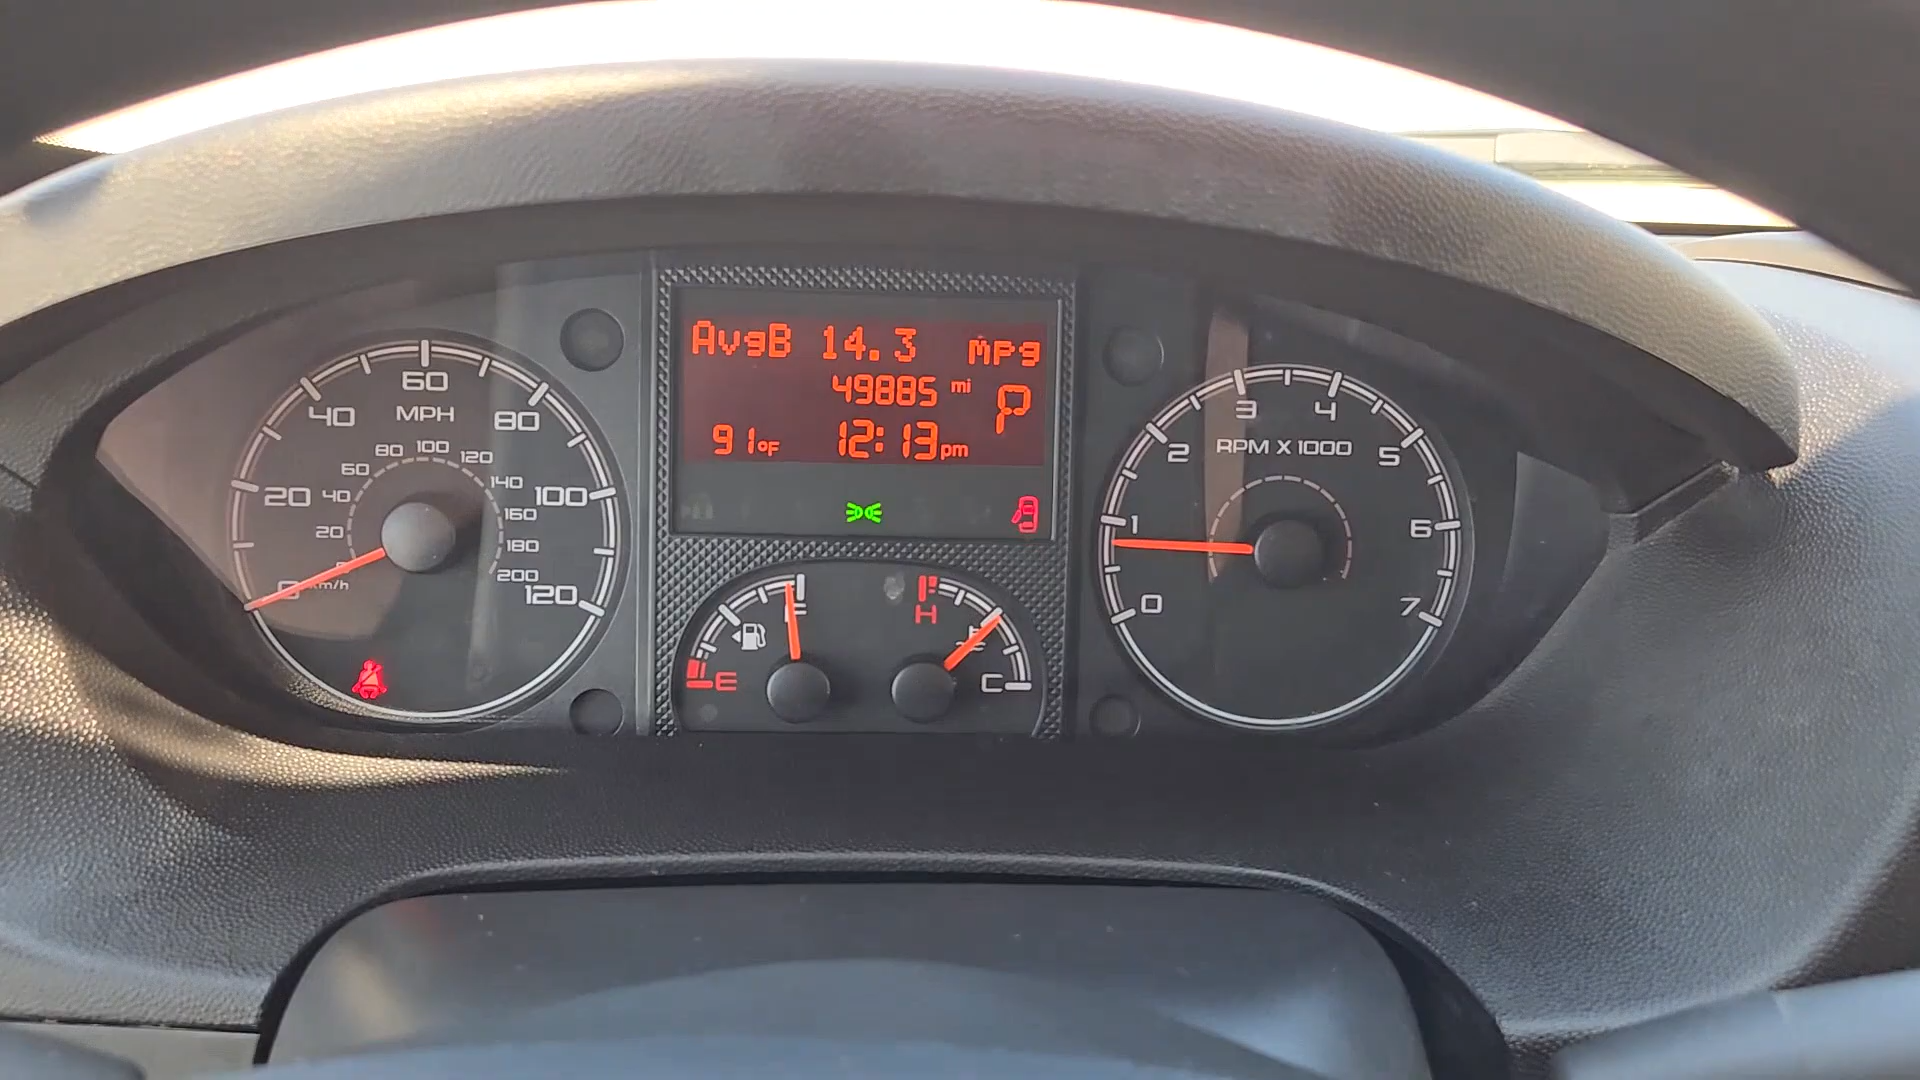 AvgB 14.3 mpg
49885 mi
P
91°F 12:13pm
0 20 40 60 80 100 120
MPH
20 40 60 80 100 120 140 160 180 200
km/h
E F
H C
0 1 2 3 4 5 6 7
RPM X 1000